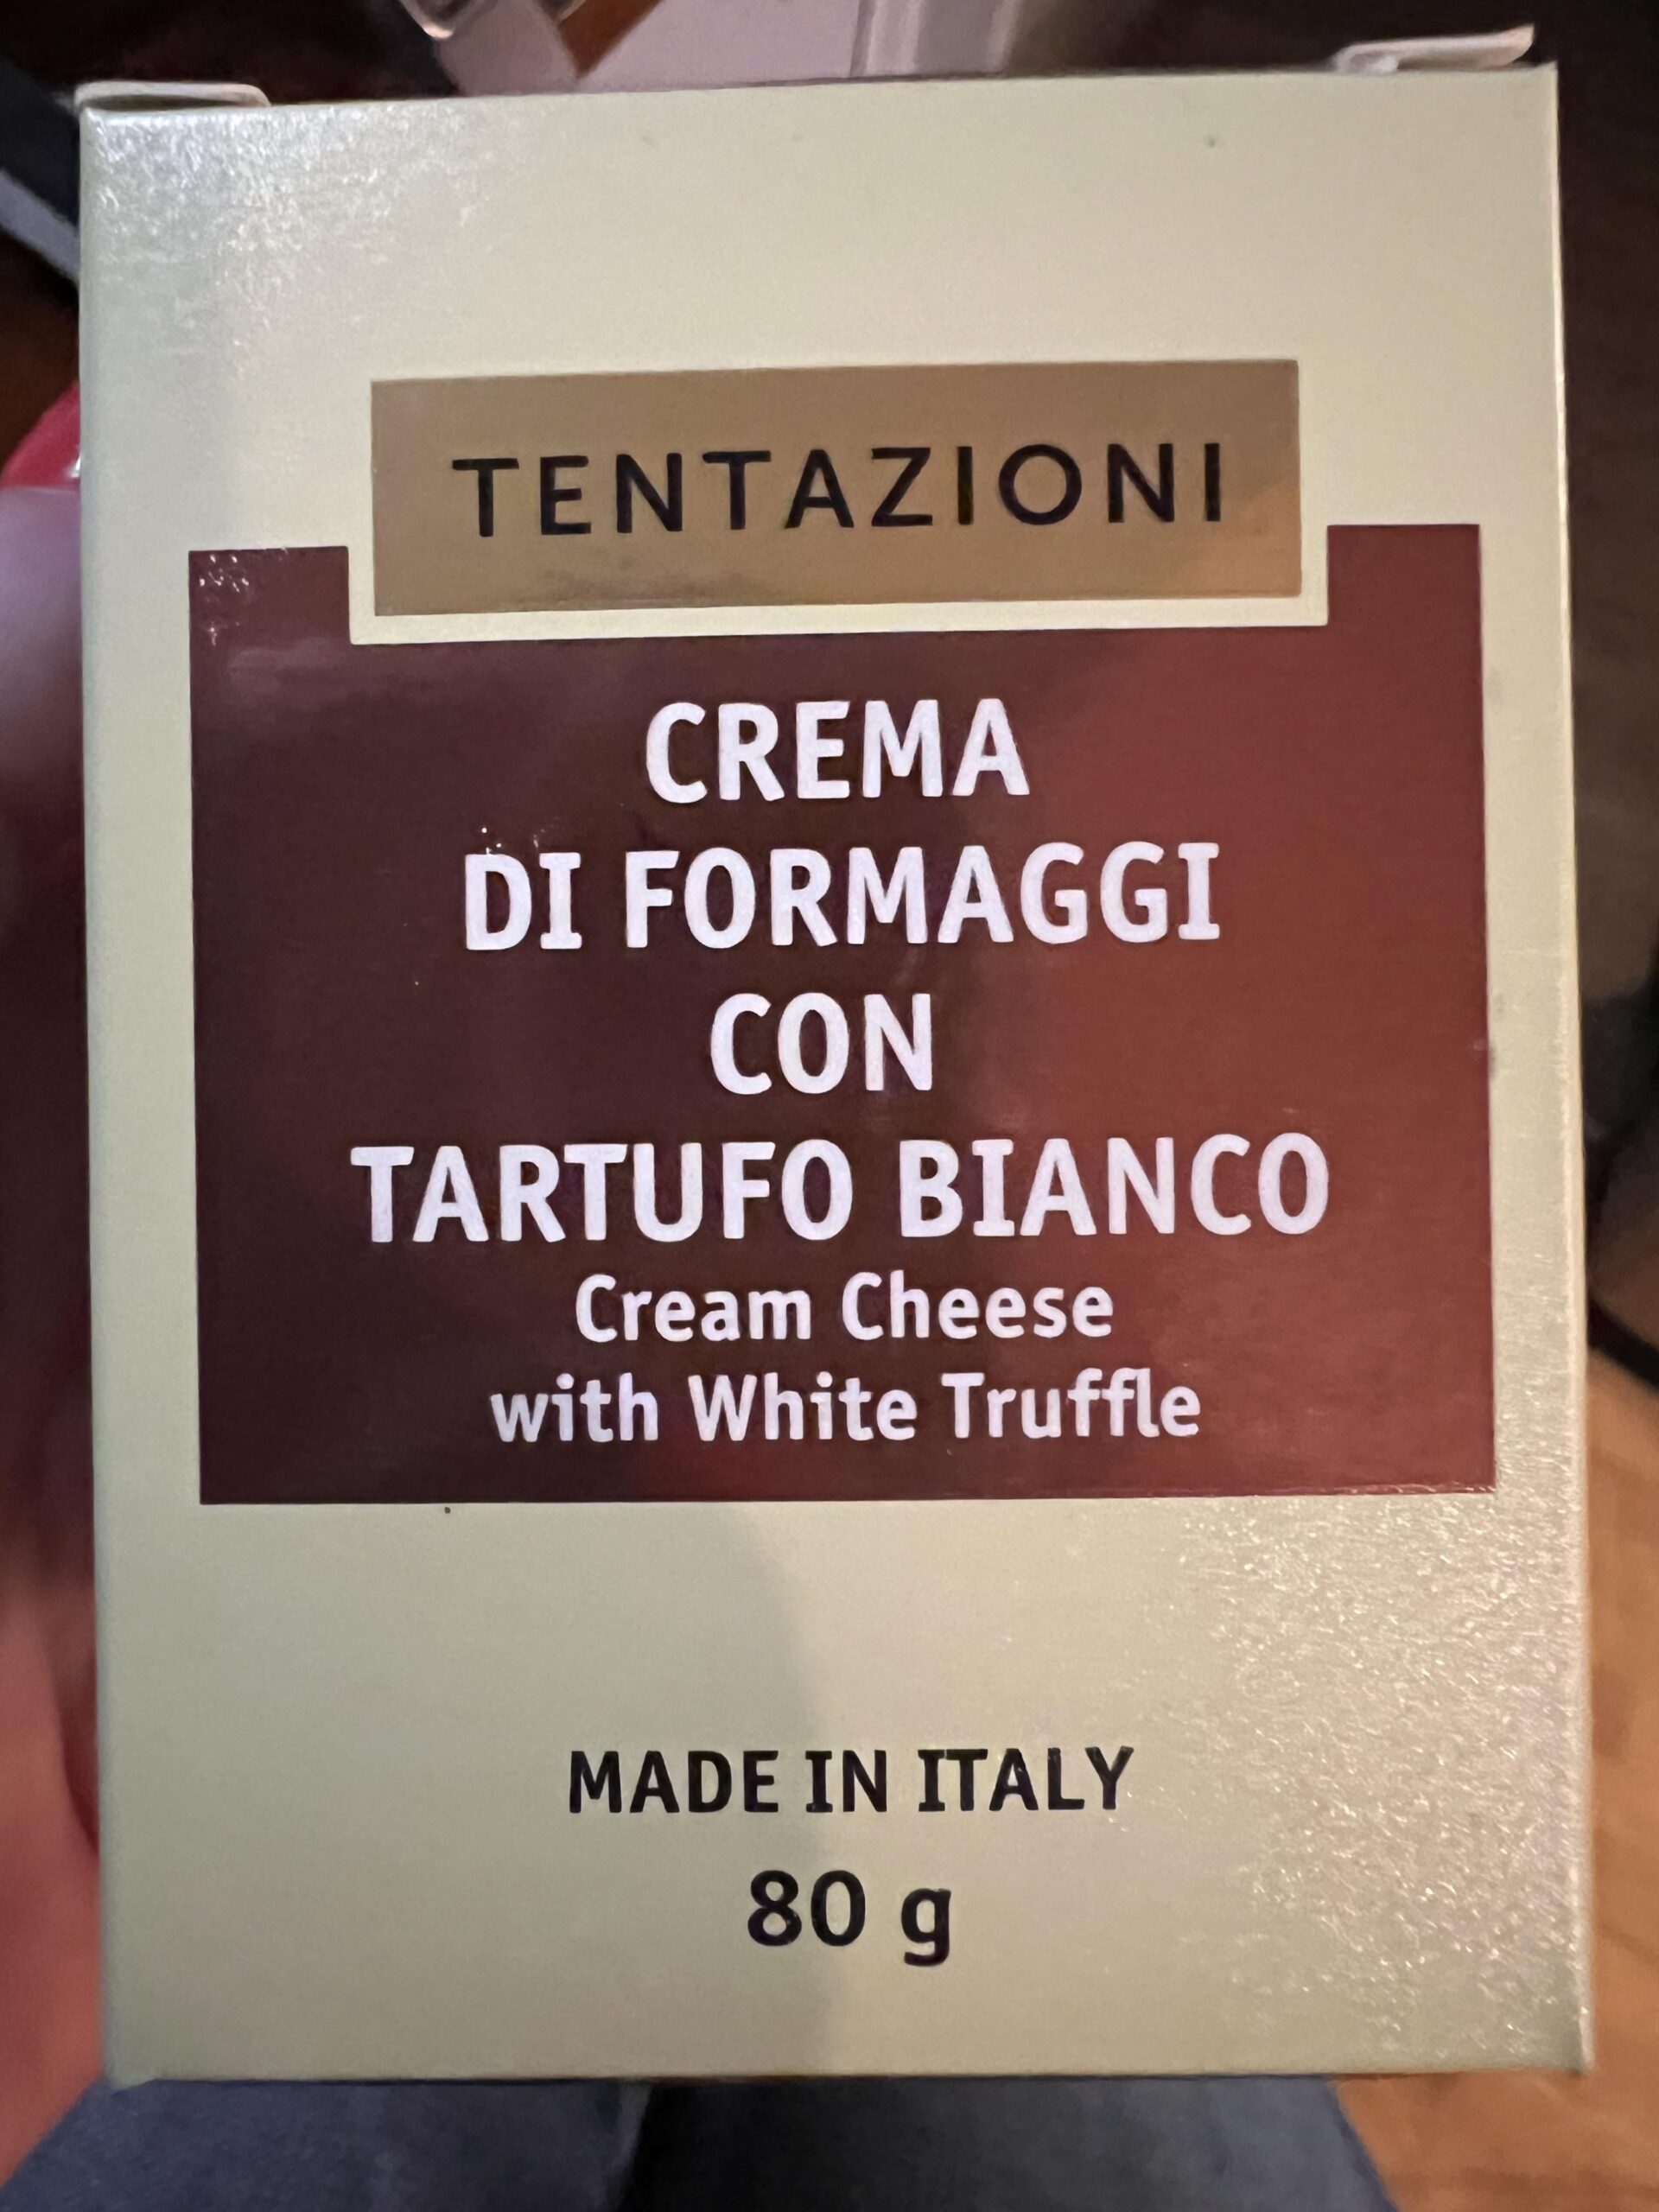 TENTAZIONI
CREMA
DI FORMAGGI
CON
TARTUFO BIANCO
Cream Cheese
with White Truffle
MADE IN ITALY
80 g